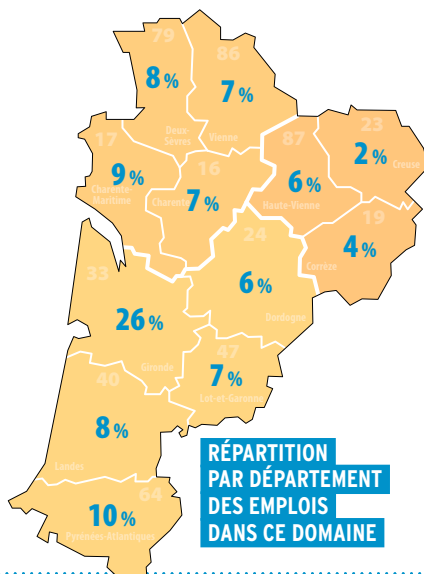 79
8 %
Deux-
Sèvres
86
7 %
Vienne
17
9 %
Charente
Maritime
16
Charente
7 %
87
6 %
Haute-Vienne
23
2 %
Creuse
19
4 %
Corrèze
24
6 %
Dordogne
33
26 %
Gironde
47
7 %
Lot-et-Garonne
40
8 %
Landes
64
10 %
Pyrénées-Atlantiques
RÉPARTITION
PAR DÉPARTEMENT
DES EMPLOIS
DANS CE DOMAINE